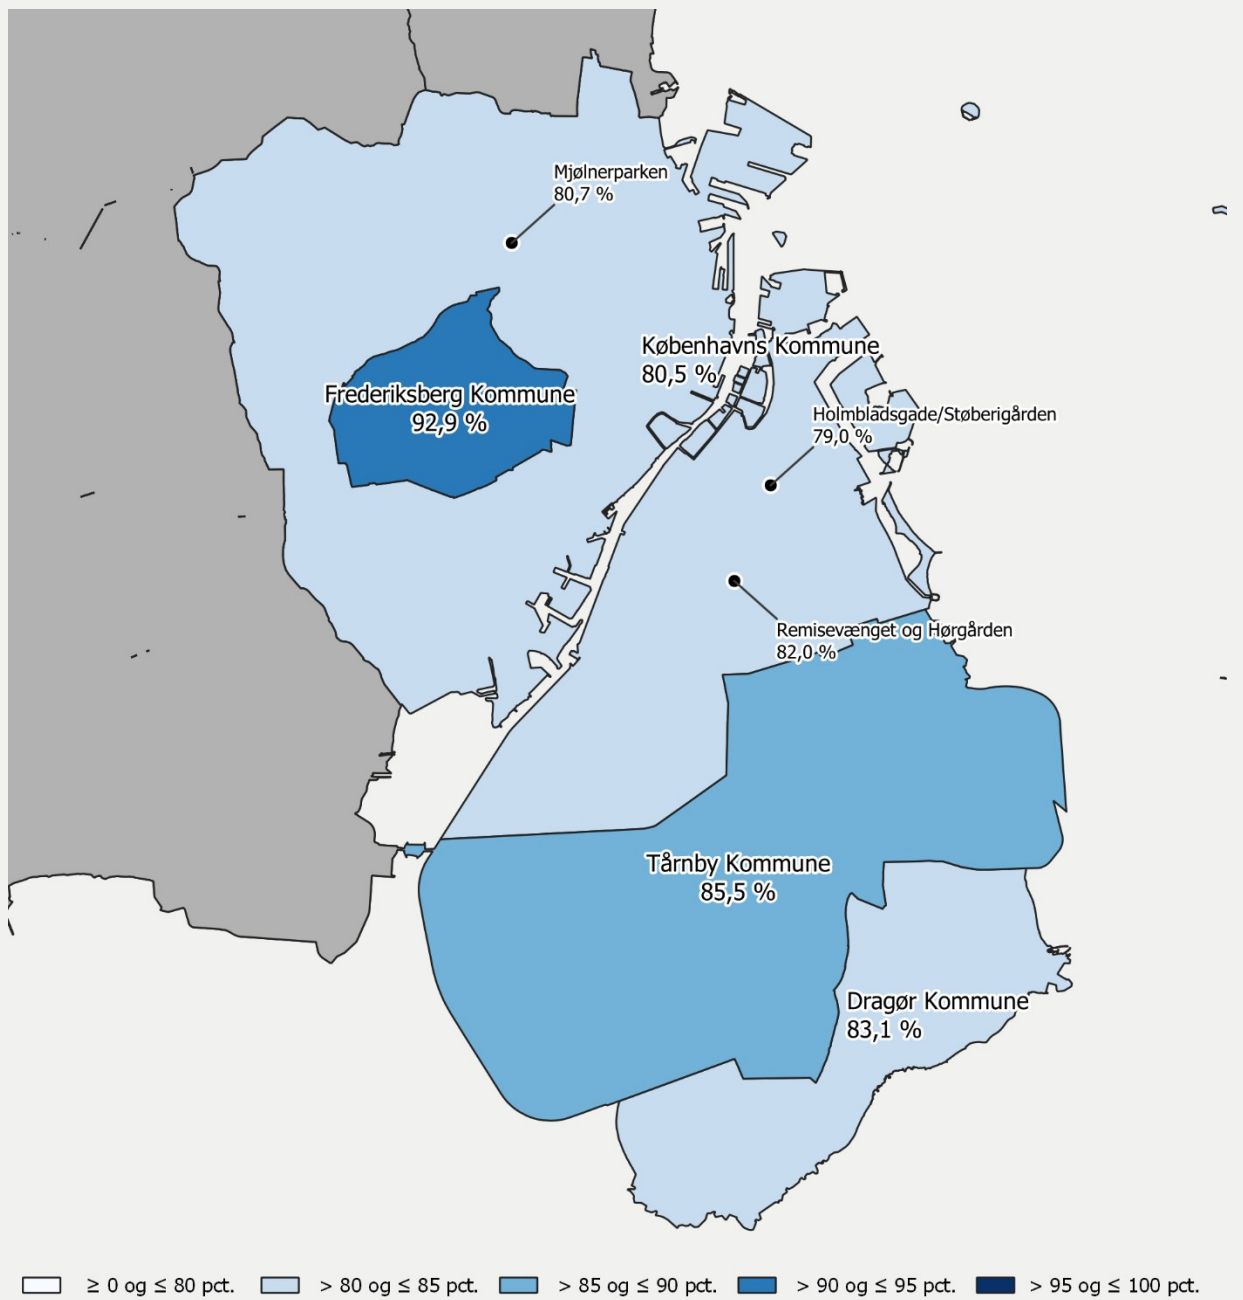 Mjølnerparken
80,7 %
Københavns Kommune
80,5 %
Frederiksberg Kommune
92,9 %
Holmbladsgade/Støberigården
79,0 %
Remisevænget og Hørgården
82,0 %
Tårnby Kommune
85,5 %
Dragør Kommune
83,1 %
≥ 0 og ≤ 80 pct.
> 80 og ≤ 85 pct.
> 85 og ≤ 90 pct.
> 90 og ≤ 95 pct.
> 95 og ≤ 100 pct.